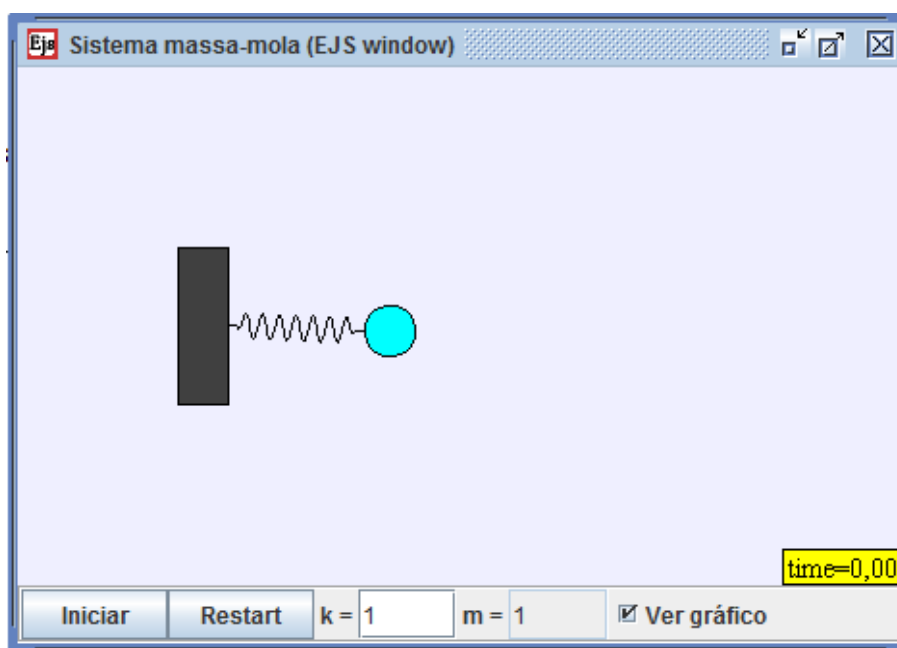 Ejs Sistema massa-mola (EJS window)
time=0,00
Iniciar Restart k = 1 m = 1 Ver gráfico